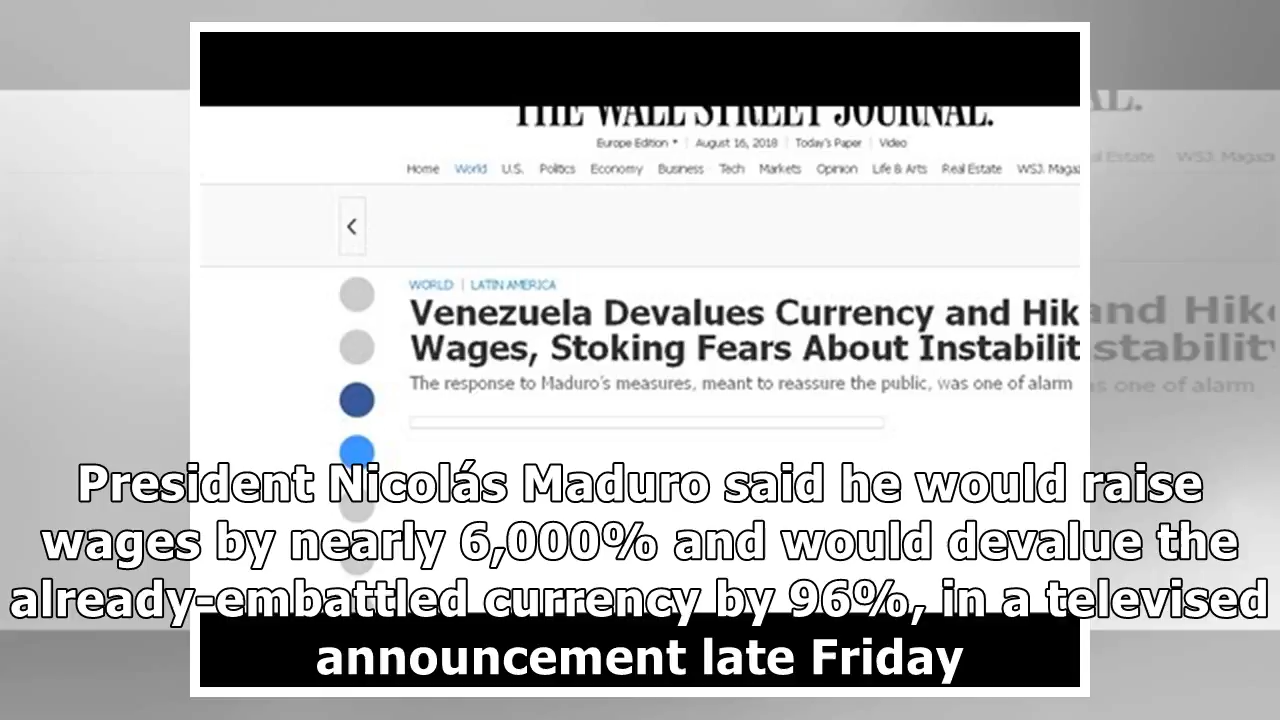 THE WALL STREET JOURNAL.
Europe Edition | August 16, 2018 | Today's Paper | Video
Home World U.S. Politics Economy Business Tech Markets Opinion Life & Arts Real Estate WSJ. Magaz
WORLD | LATIN AMERICA
Venezuela Devalues Currency and Hik
Wages, Stoking Fears About Instabilit
The response to Maduro's measures, meant to reassure the public, was one of alarm
President Nicolás Maduro said he would raise
wages by nearly 6,000% and would devalue the
already-embattled currency by 96%, in a televised
announcement late Friday